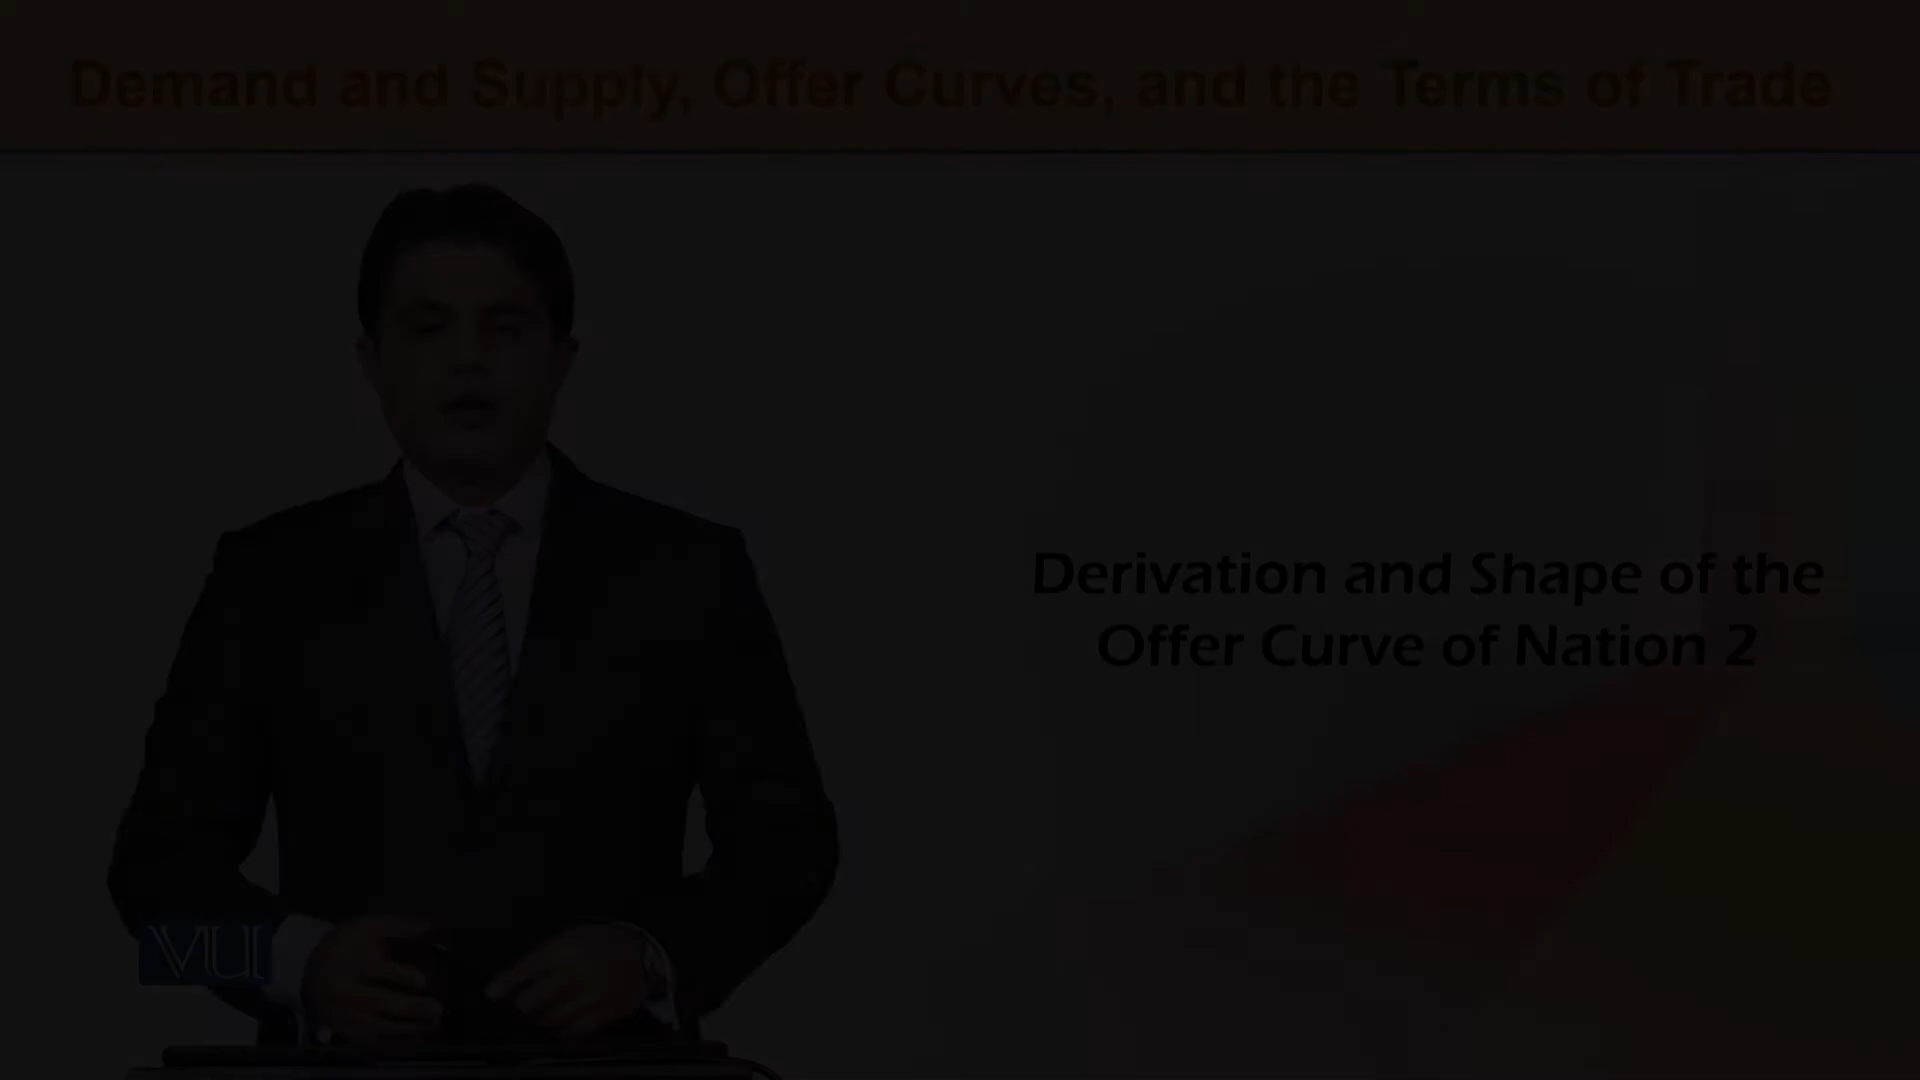 Demand and Supply, Offer Curves, and the Terms of Trade
Derivation and Shape of the
Offer Curve of Nation 2
VU